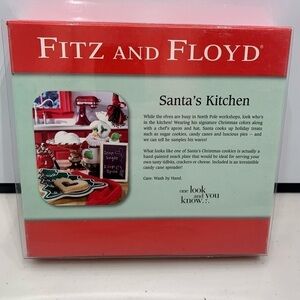 FITZ AND FLOYD®
Santa's Kitchen
While the elves are busy in North Pole workshops, look who's
in the kitchen! Wearing his signature Christmas colors along
with a chef's apron and hat, Santa cooks up holiday treats
such as sugar cookies, candy canes and luscious pies – and
we can tell he samples his wares!
What looks like one of Santa's Christmas cookies is actually a
hand-painted snack plate that would be ideal for serving your
own tasty tidbits, crackers or cheese. Included is an irresistible
candy cane spreader!
Care: Wash by Hand.
one look
and you
know.